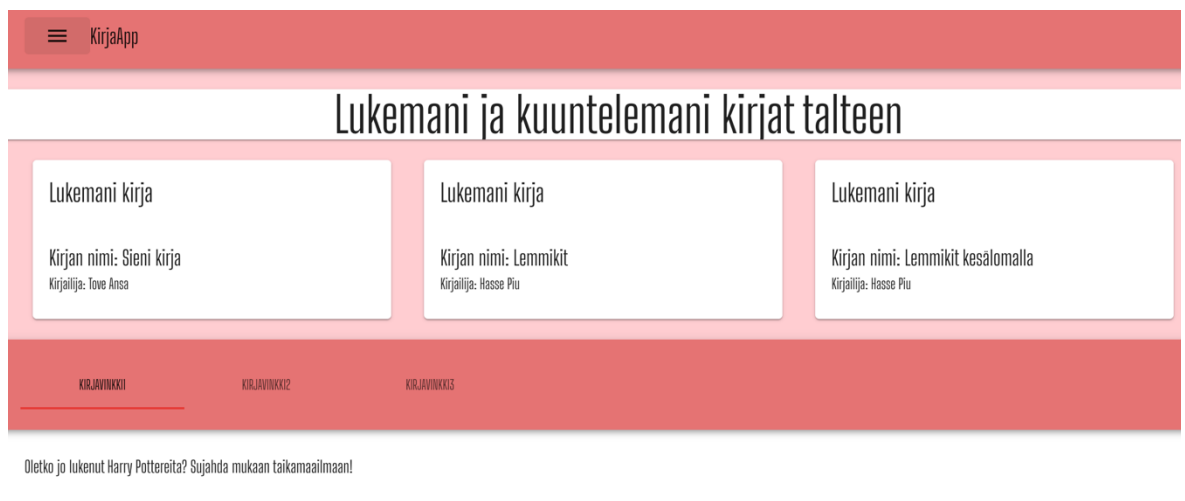 KirjaApp
Lukemani ja kuuntelemani kirjat talteen
Lukemani kirja
Kirjan nimi: Sieni kirja
Kirjailija: Tove Ansa
Lukemani kirja
Kirjan nimi: Lemmikit
Kirjailija: Hasse Piu
Lukemani kirja
Kirjan nimi: Lemmikit kesälomalla
Kirjailija: Hasse Piu
KIRJAVINKKI1
KIRJAVINKKI2
KIRJAVINKKI3
Oletko jo lukenut Harry Pottereita? Sujahda mukaan taikamaailmaan!